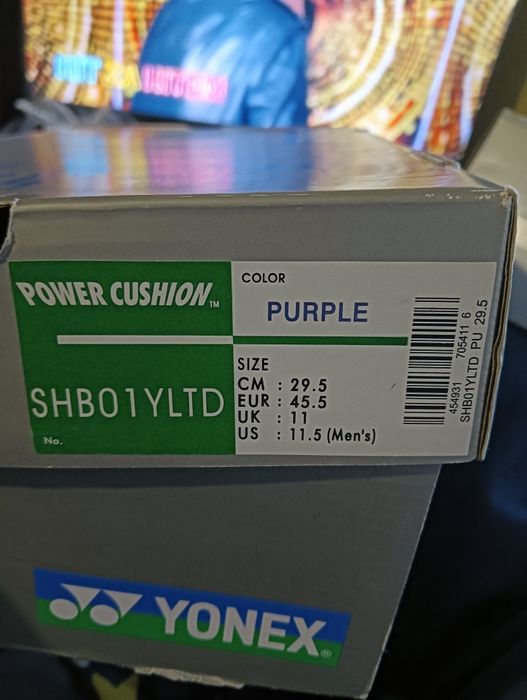 POWER CUSHION™
SHB01YLTD
No.
COLOR
PURPLE
SIZE
CM : 29.5
EUR : 45.5
UK : 11
US : 11.5 (Men's)
454931 705411 6
SHB01YLTD PU 29.5
YONEX®